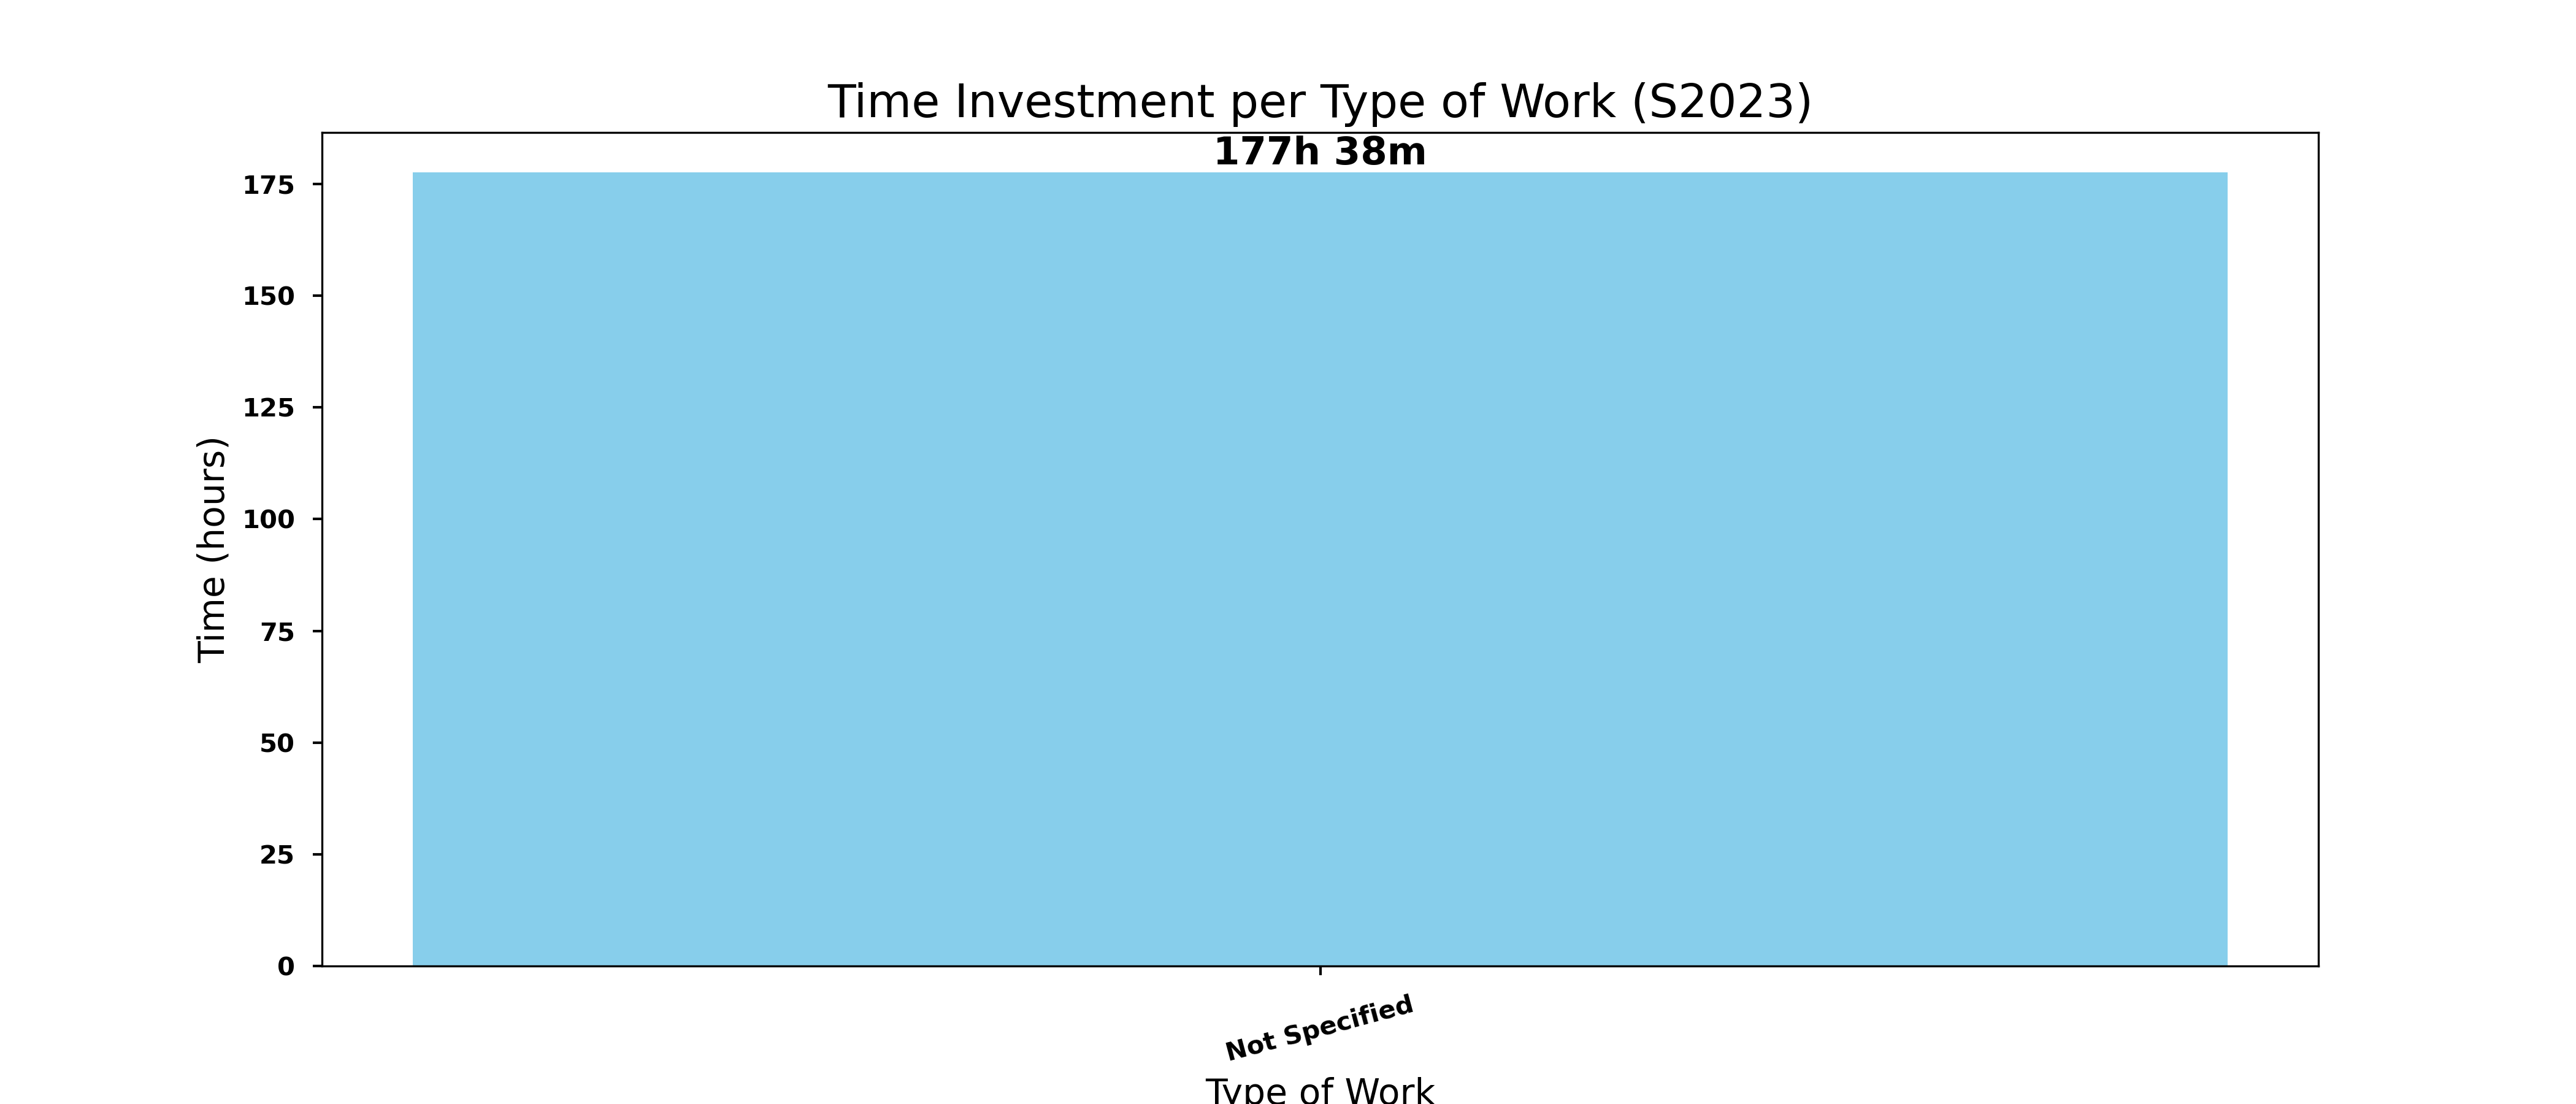 Time Investment per Type of Work (S2023)
177h 38m
175
150
125
100
75
50
25
0
Time (hours)
Not Specified
Type of Work